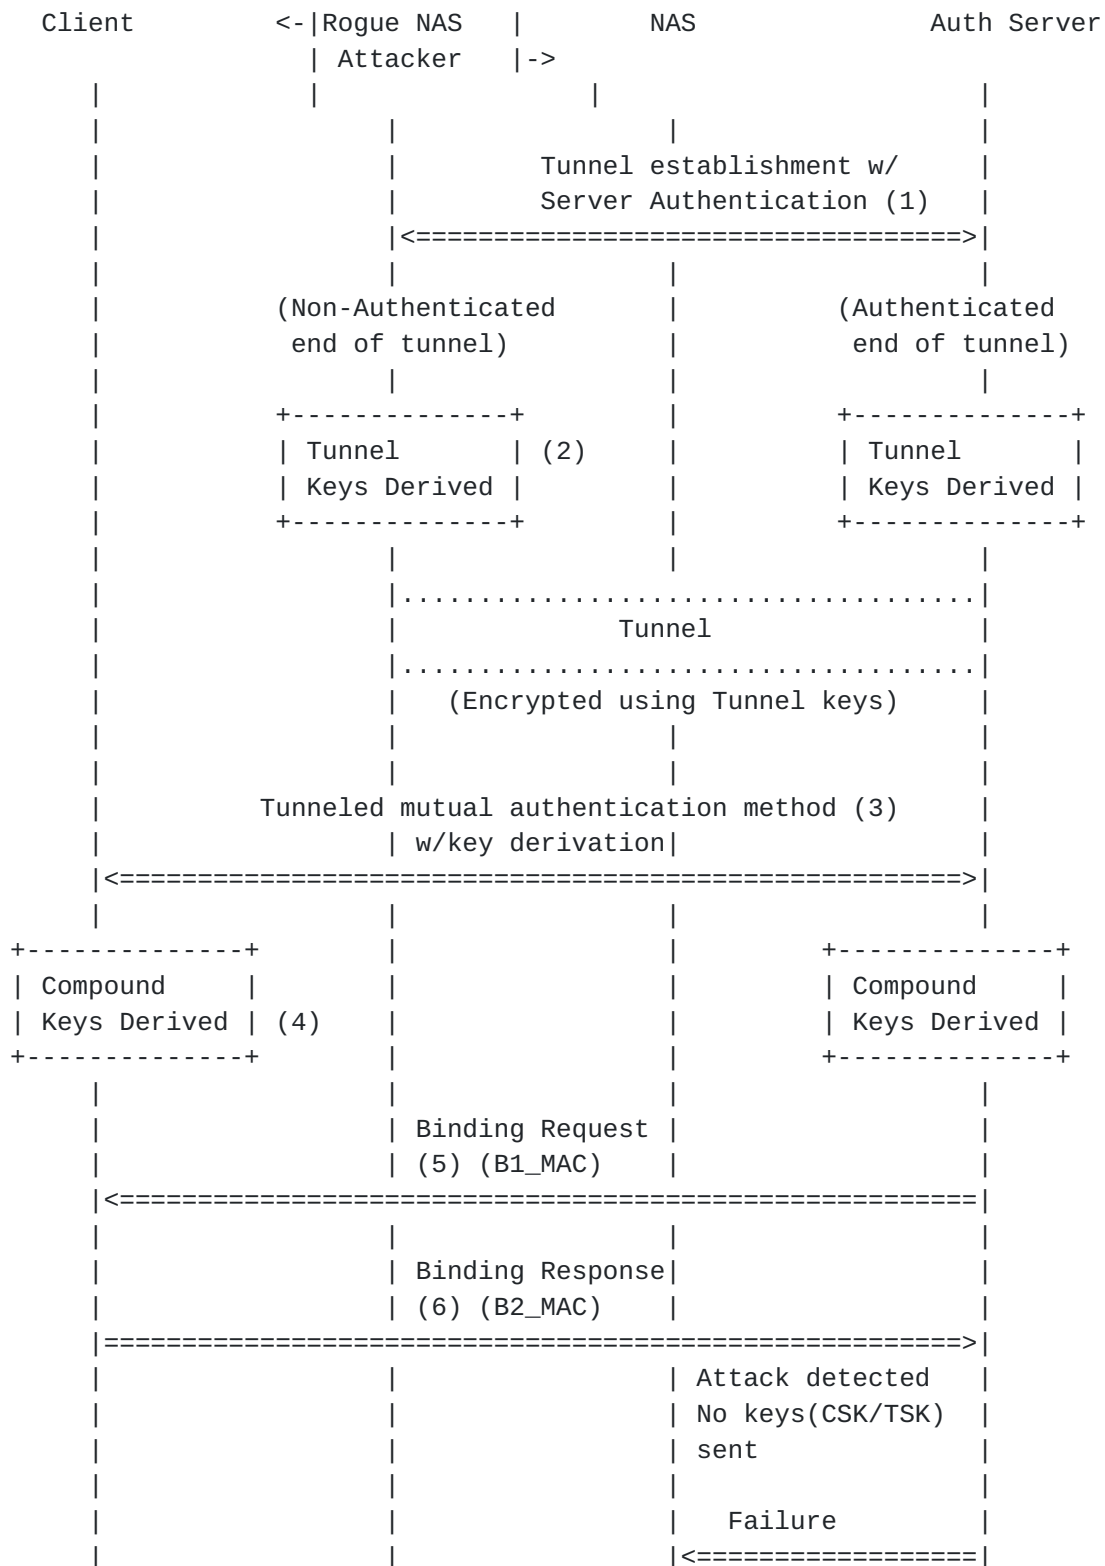 Client <-|Rogue NAS | NAS Auth Server
| Attacker |->
| | | |
| | | |
| | Tunnel establishment w/ |
| | Server Authentication (1) |
| |<====================================>|
| | | |
| (Non-Authenticated | (Authenticated
| end of tunnel) | end of tunnel)
| | | |
| +--------------+ | +--------------+
| | Tunnel | (2) | | Tunnel |
| | Keys Derived | | | Keys Derived |
| +--------------+ | +--------------+
| | | |
| |.....................................|
| | Tunnel |
| |.....................................|
| | (Encrypted using Tunnel keys) |
| | | |
| | | |
| Tunneled mutual authentication method (3) |
| | w/key derivation| |
|<======================================================>|
| | | |
+--------------+ | | +--------------+
| Compound | | | | Compound |
| Keys Derived | (4) | | | Keys Derived |
+--------------+ | | +--------------+
| | | |
| | Binding Request | |
| | (5) (B1_MAC) | |
|<========================================================|
| | | |
| | Binding Response| |
| | (6) (B2_MAC) | |
|========================================================>|
| | | Attack detected |
| | | No keys(CSK/TSK) |
| | | sent |
| | | |
| | | Failure |
| | |<==================|